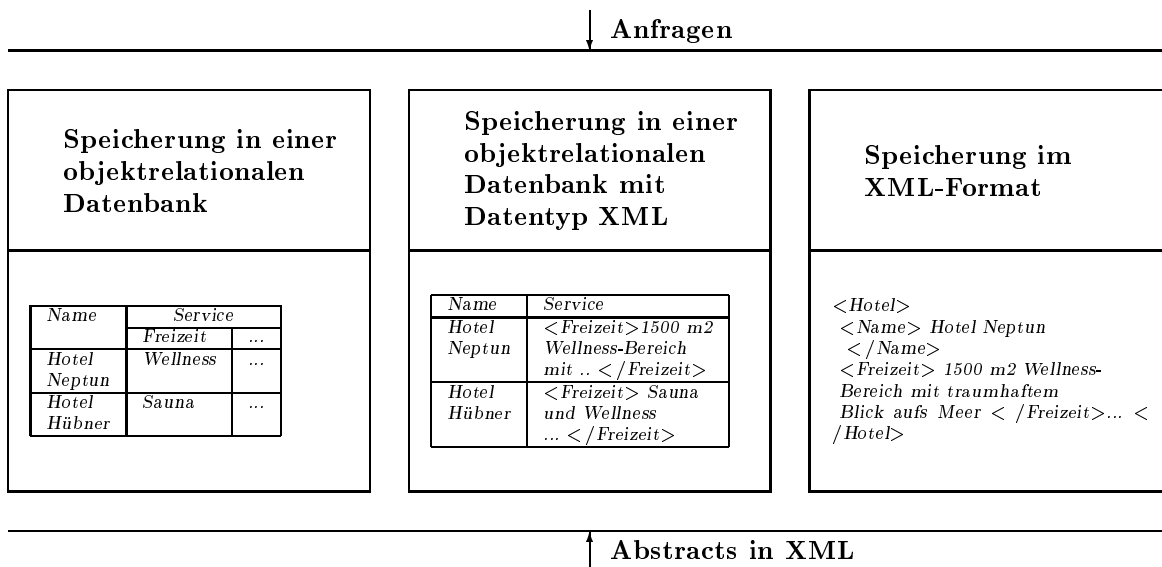 Anfragen
Speicherung in einer
objektrelationalen
Datenbank
Name Service
Freizeit ...
Hotel Wellness ...
Neptun
Hotel Sauna ...
Hübner
Speicherung in einer
objektrelationalen
Datenbank mit
Datentyp XML
Name Service
Hotel <Freizeit>1500 m2
Neptun Wellness-Bereich
mit .. </Freizeit>
Hotel <Freizeit> Sauna
Hübner und Wellness
... </Freizeit>
Speicherung im
XML-Format
<Hotel>
<Name> Hotel Neptun
</Name>
<Freizeit> 1500 m2 Wellness-
Bereich mit traumhaftem
Blick aufs Meer < /Freizeit>... <
/Hotel>
Abstracts in XML